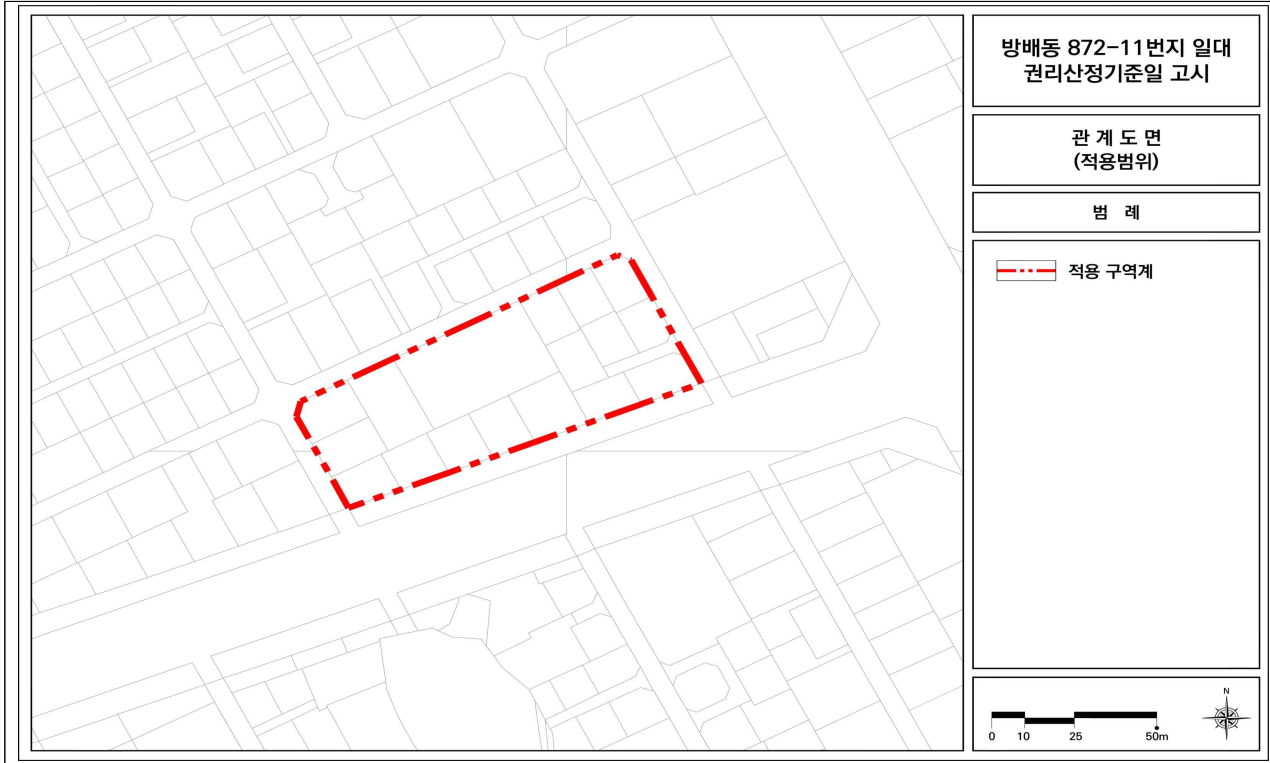 방배동 872-11번지 일대
권리산정기준일 고시
관 계 도 면
(적용범위)
범 례
적용 구역계
N
0 10 25 50m